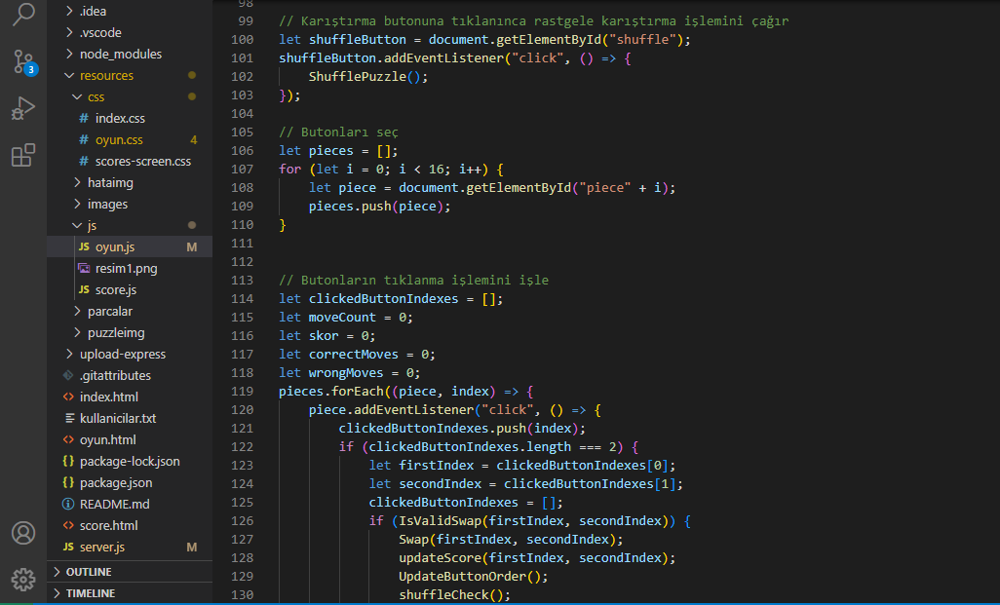 .idea
.vscode
node_modules
resources
css
# index.css
# oyun.css 4
# scores-screen.css
hataimg
images
js
JS oyun.js M
resim1.png
JS score.js
parcalar
puzzleimg
upload-express
.gitattributes
<> index.html
kullanicilar.txt
<> oyun.html
{} package-lock.json
{} package.json
README.md
<> score.html
JS server.js M
OUTLINE
TIMELINE
3
98
99 // Karıştırma butonuna tıklanınca rastgele karıştırma işlemini çağır
100 let shuffleButton = document.getElementById("shuffle");
101 shuffleButton.addEventListener("click", () => {
102 ShufflePuzzle();
103 });
104
105 // Butonları seç
106 let pieces = [];
107 for (let i = 0; i < 16; i++) {
108 let piece = document.getElementById("piece" + i);
109 pieces.push(piece);
110 }
111
112
113 // Butonların tıklanma işlemini işle
114 let clickedButtonIndexes = [];
115 let moveCount = 0;
116 let skor = 0;
117 let correctMoves = 0;
118 let wrongMoves = 0;
119 pieces.forEach((piece, index) => {
120 piece.addEventListener("click", () => {
121 clickedButtonIndexes.push(index);
122 if (clickedButtonIndexes.length === 2) {
123 let firstIndex = clickedButtonIndexes[0];
124 let secondIndex = clickedButtonIndexes[1];
125 clickedButtonIndexes = [];
126 if (IsValidSwap(firstIndex, secondIndex)) {
127 Swap(firstIndex, secondIndex);
128 updateScore(firstIndex, secondIndex);
129 UpdateButtonOrder();
130 shuffleCheck();